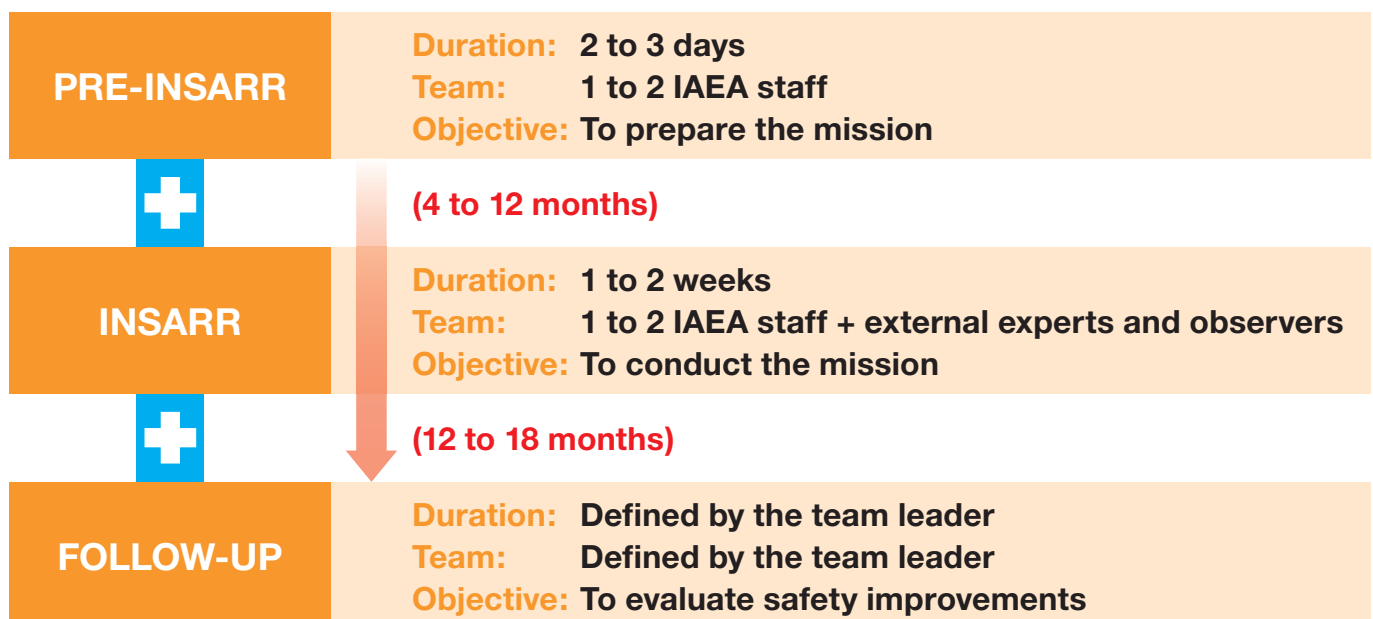 PRE-INSARR
Duration: 2 to 3 days
Team: 1 to 2 IAEA staff
Objective: To prepare the mission
(4 to 12 months)
INSARR
Duration: 1 to 2 weeks
Team: 1 to 2 IAEA staff + external experts and observers
Objective: To conduct the mission
(12 to 18 months)
FOLLOW-UP
Duration: Defined by the team leader
Team: Defined by the team leader
Objective: To evaluate safety improvements